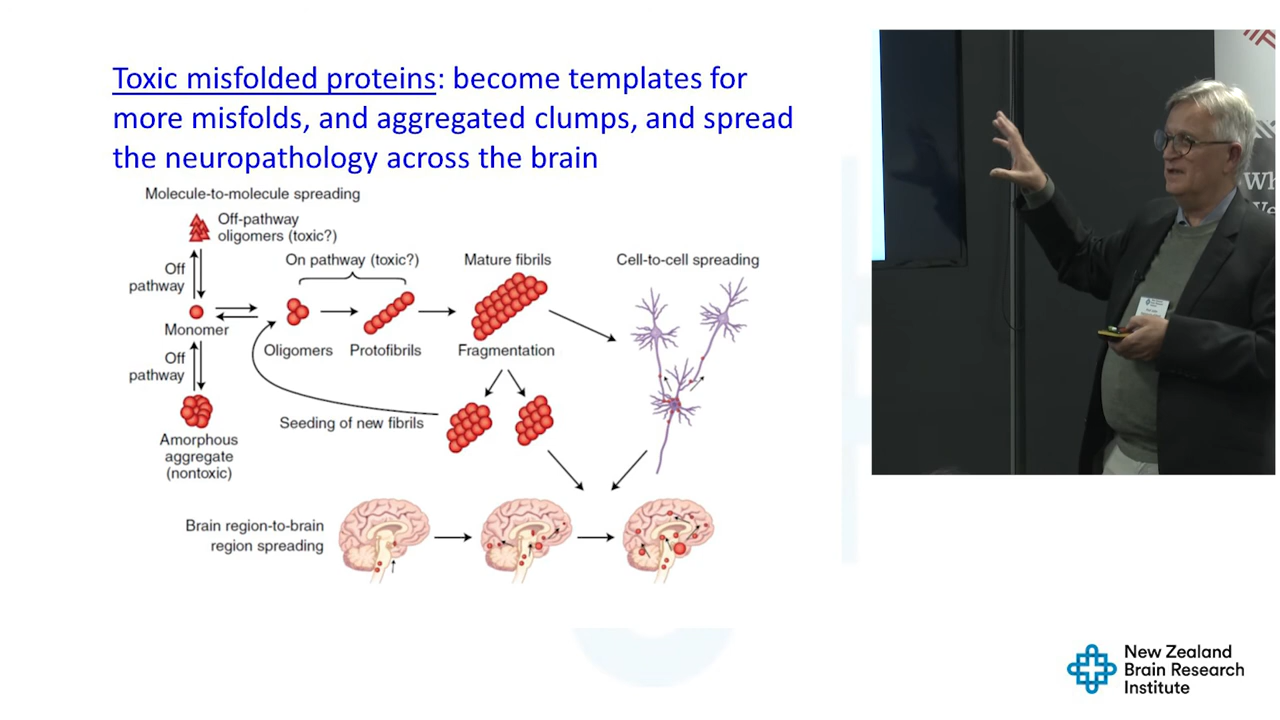 Toxic misfolded proteins: become templates for
more misfolds, and aggregated clumps, and spread
the neuropathology across the brain
Molecule-to-molecule spreading
Off-pathway
oligomers (toxic?)
Off
pathway
On pathway (toxic?)
Mature fibrils
Cell-to-cell spreading
Monomer
Oligomers
Protofibrils
Fragmentation
Off
pathway
Seeding of new fibrils
Amorphous
aggregate
(nontoxic)
Brain region-to-brain
region spreading
Wh
New Zealand
Brain Research
Institute